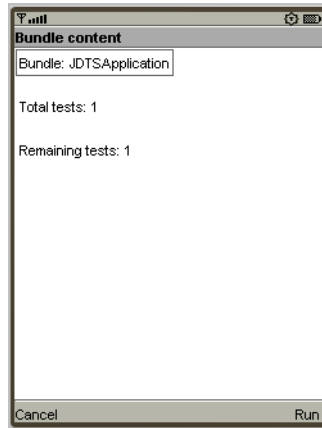 Bundle content
Bundle: JDTSApplication
Total tests: 1
Remaining tests: 1
Cancel Run